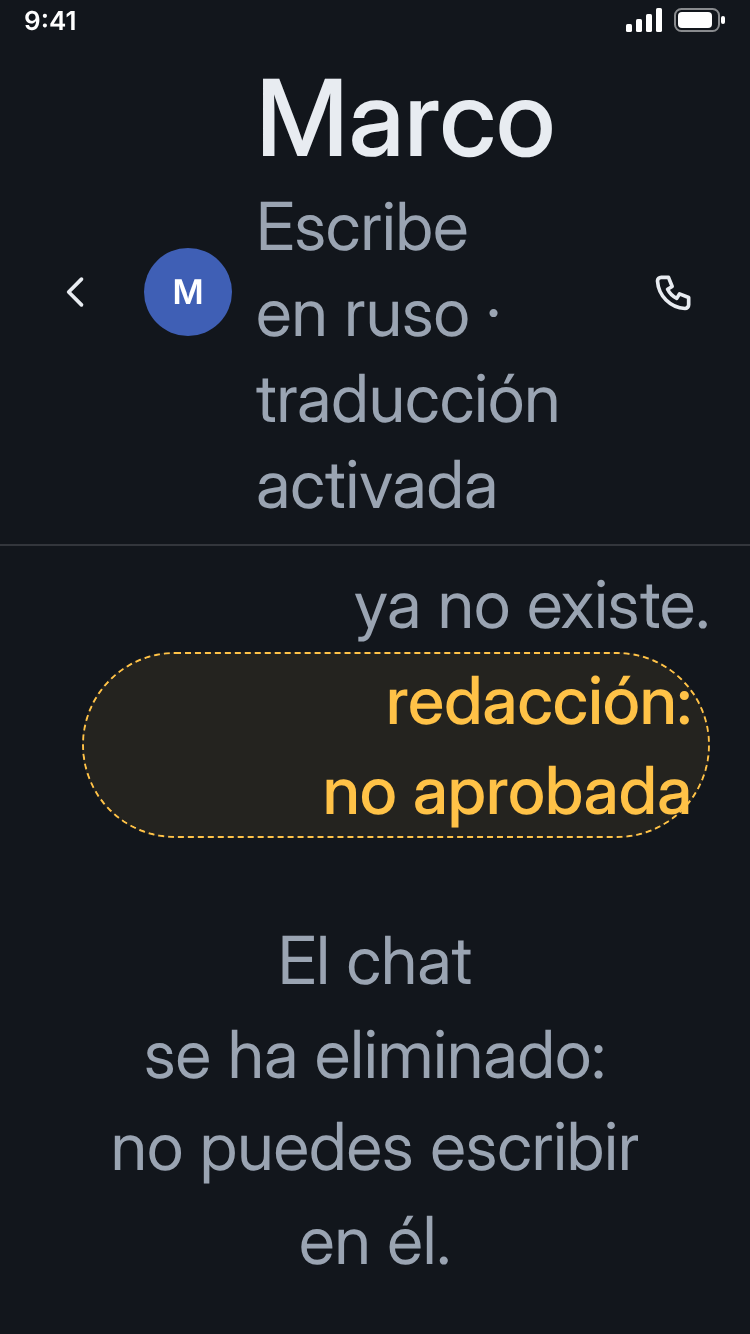 9:41
Marco
M
Escribe
en ruso ·
traducción
activada
ya no existe.
redacción:
no aprobada
El chat
se ha eliminado:
no puedes escribir
en él.